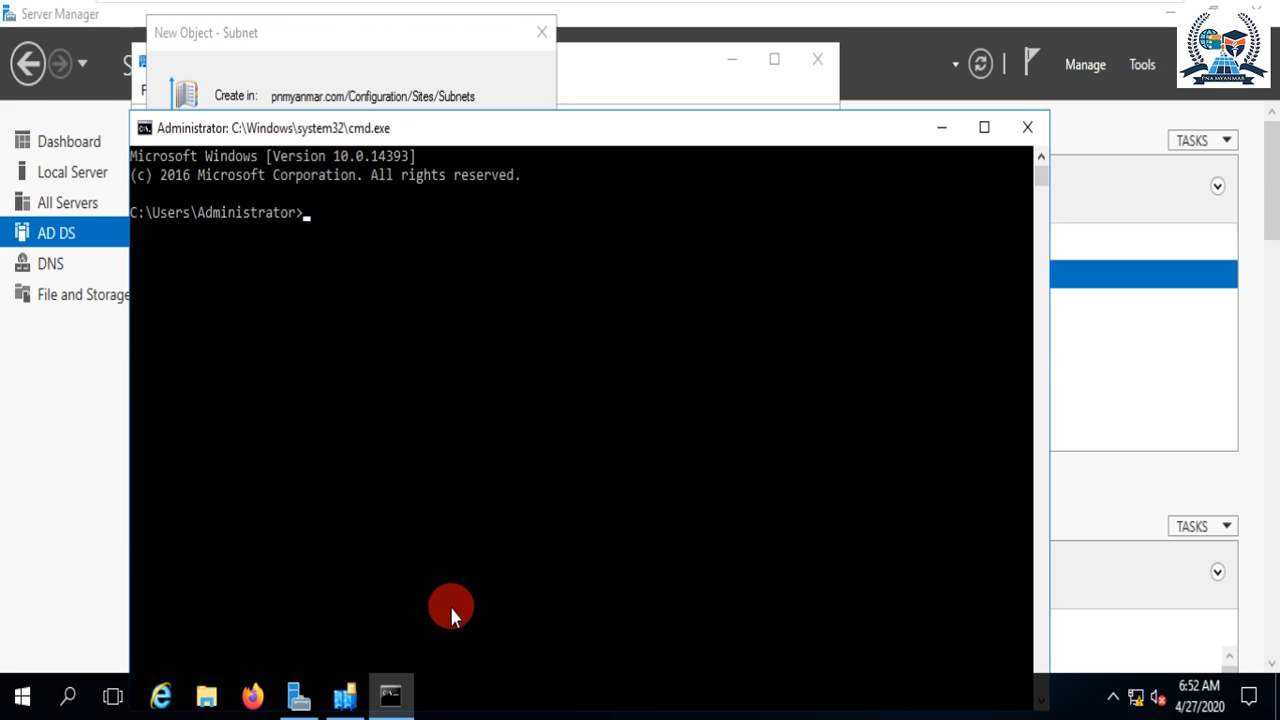 Server Manager
New Object - Subnet
Create in: pnmyanmar.com/Configuration/Sites/Subnets
Manage
Tools
PNA MYANMAR
Administrator: C:\Windows\system32\cmd.exe
Microsoft Windows [Version 10.0.14393]
(c) 2016 Microsoft Corporation. All rights reserved.
C:\Users\Administrator>
Dashboard
Local Server
All Servers
AD DS
DNS
File and Storage
TASKS
TASKS
6:52 AM
4/27/2020